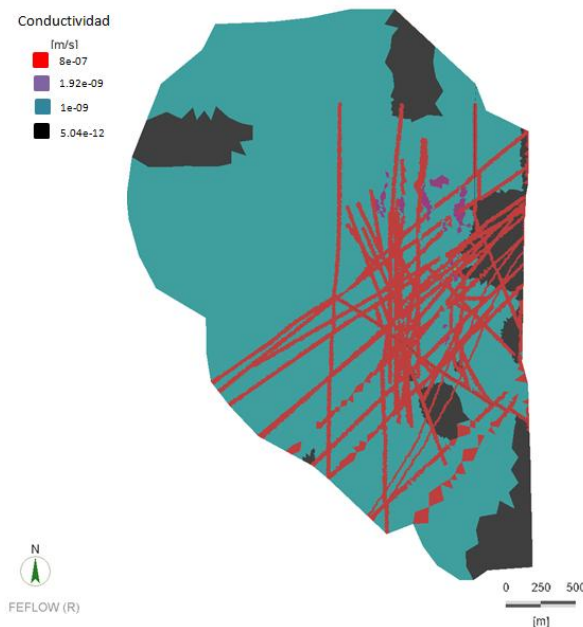 Conductividad
[m/s]
8e-07
1.92e-09
1e-09
5.04e-12
N
FEFLOW (R)
0 250 500
[m]